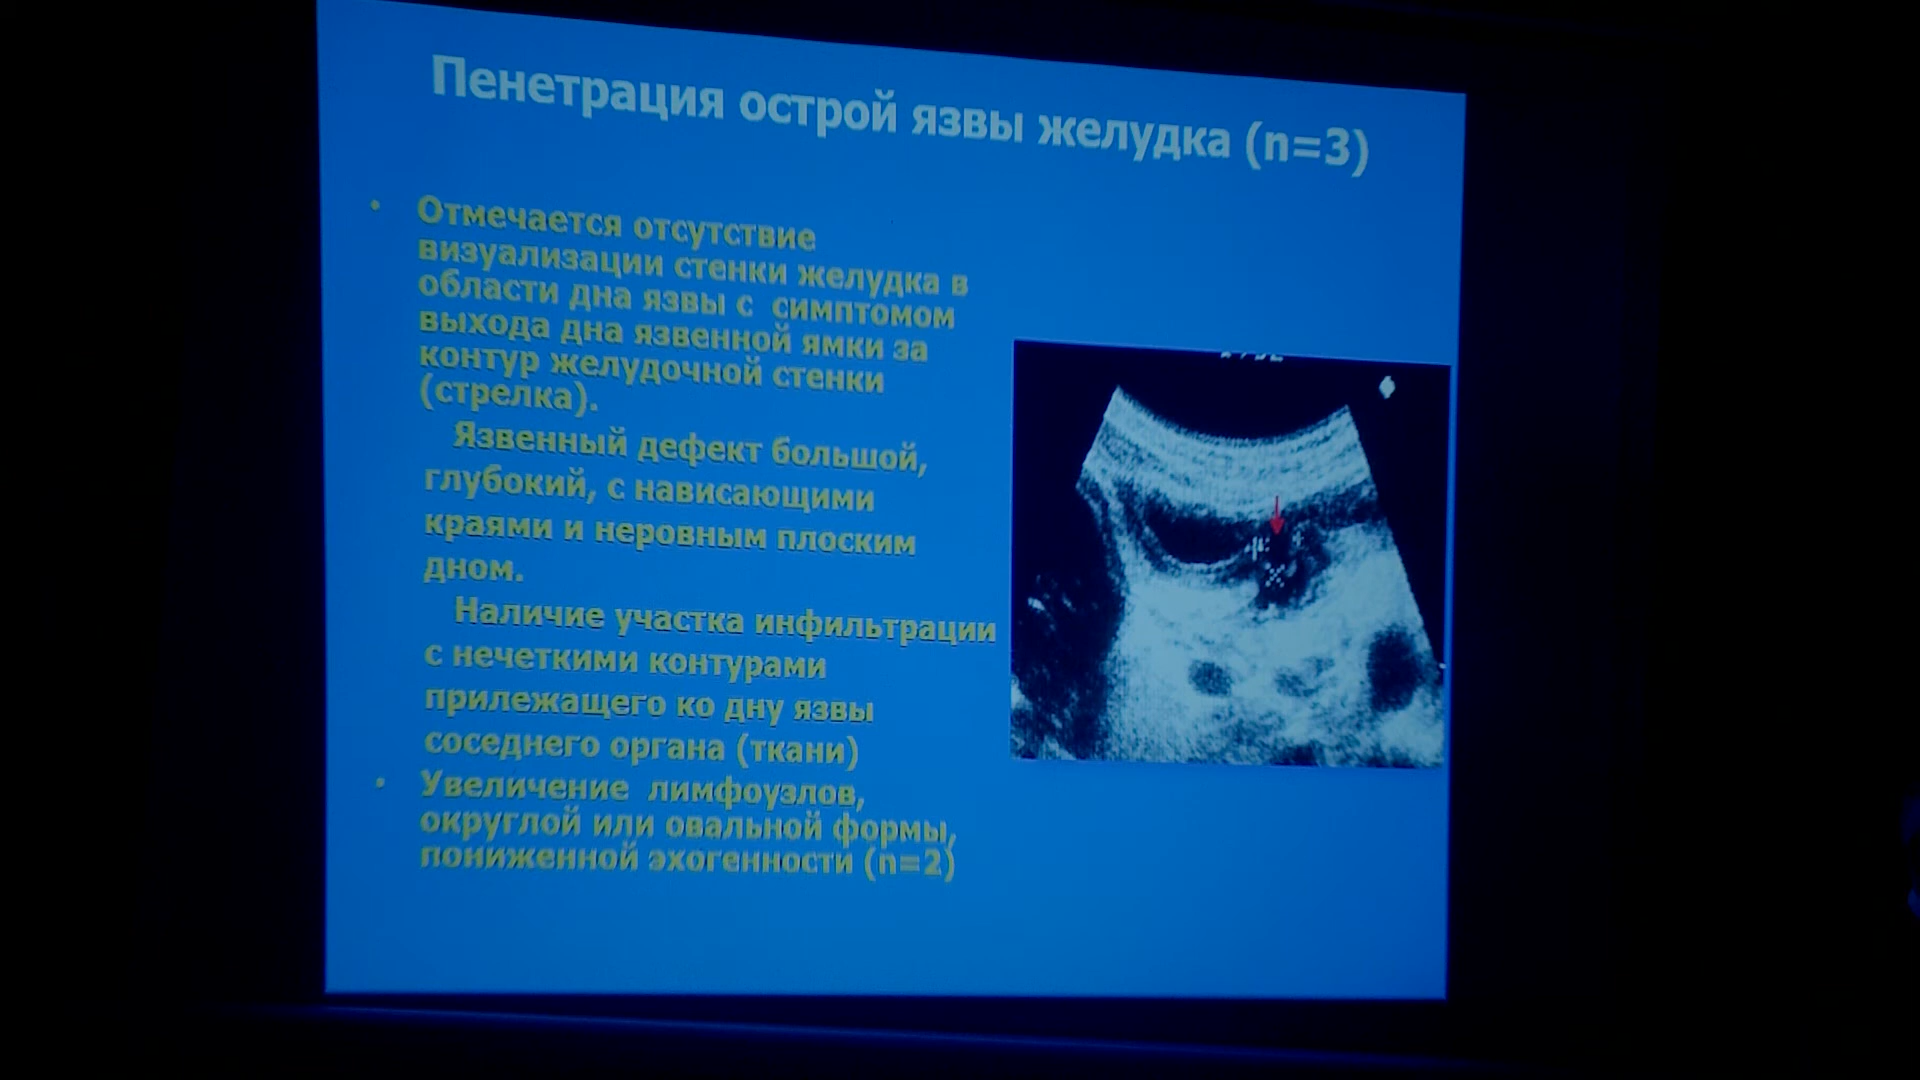 Пенетрация острой язвы желудка (n=3)
• Отмечается отсутствие
визуализации стенки желудка в
области дна язвы с симптомом
выхода дна язвенной ямки за
контур желудочной стенки
(стрелка).
Язвенный дефект большой,
глубокий, с нависающими
краями и неровным плоским
дном.
Наличие участка инфильтрации
с нечеткими контурами
прилежащего ко дну язвы
соседнего органа (ткани)
• Увеличение лимфоузлов,
округлой или овальной формы,
пониженной эхогенности (n=2)